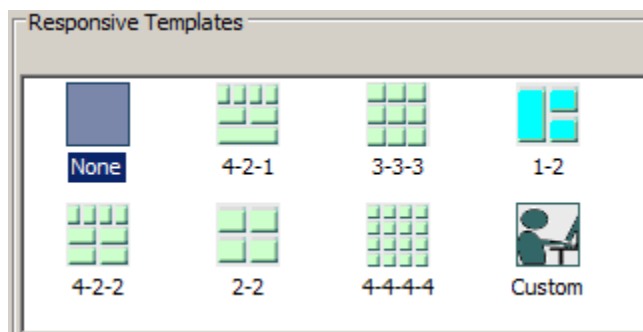 Responsive Templates
None
4-2-1
3-3-3
1-2
4-2-2
2-2
4-4-4-4
Custom